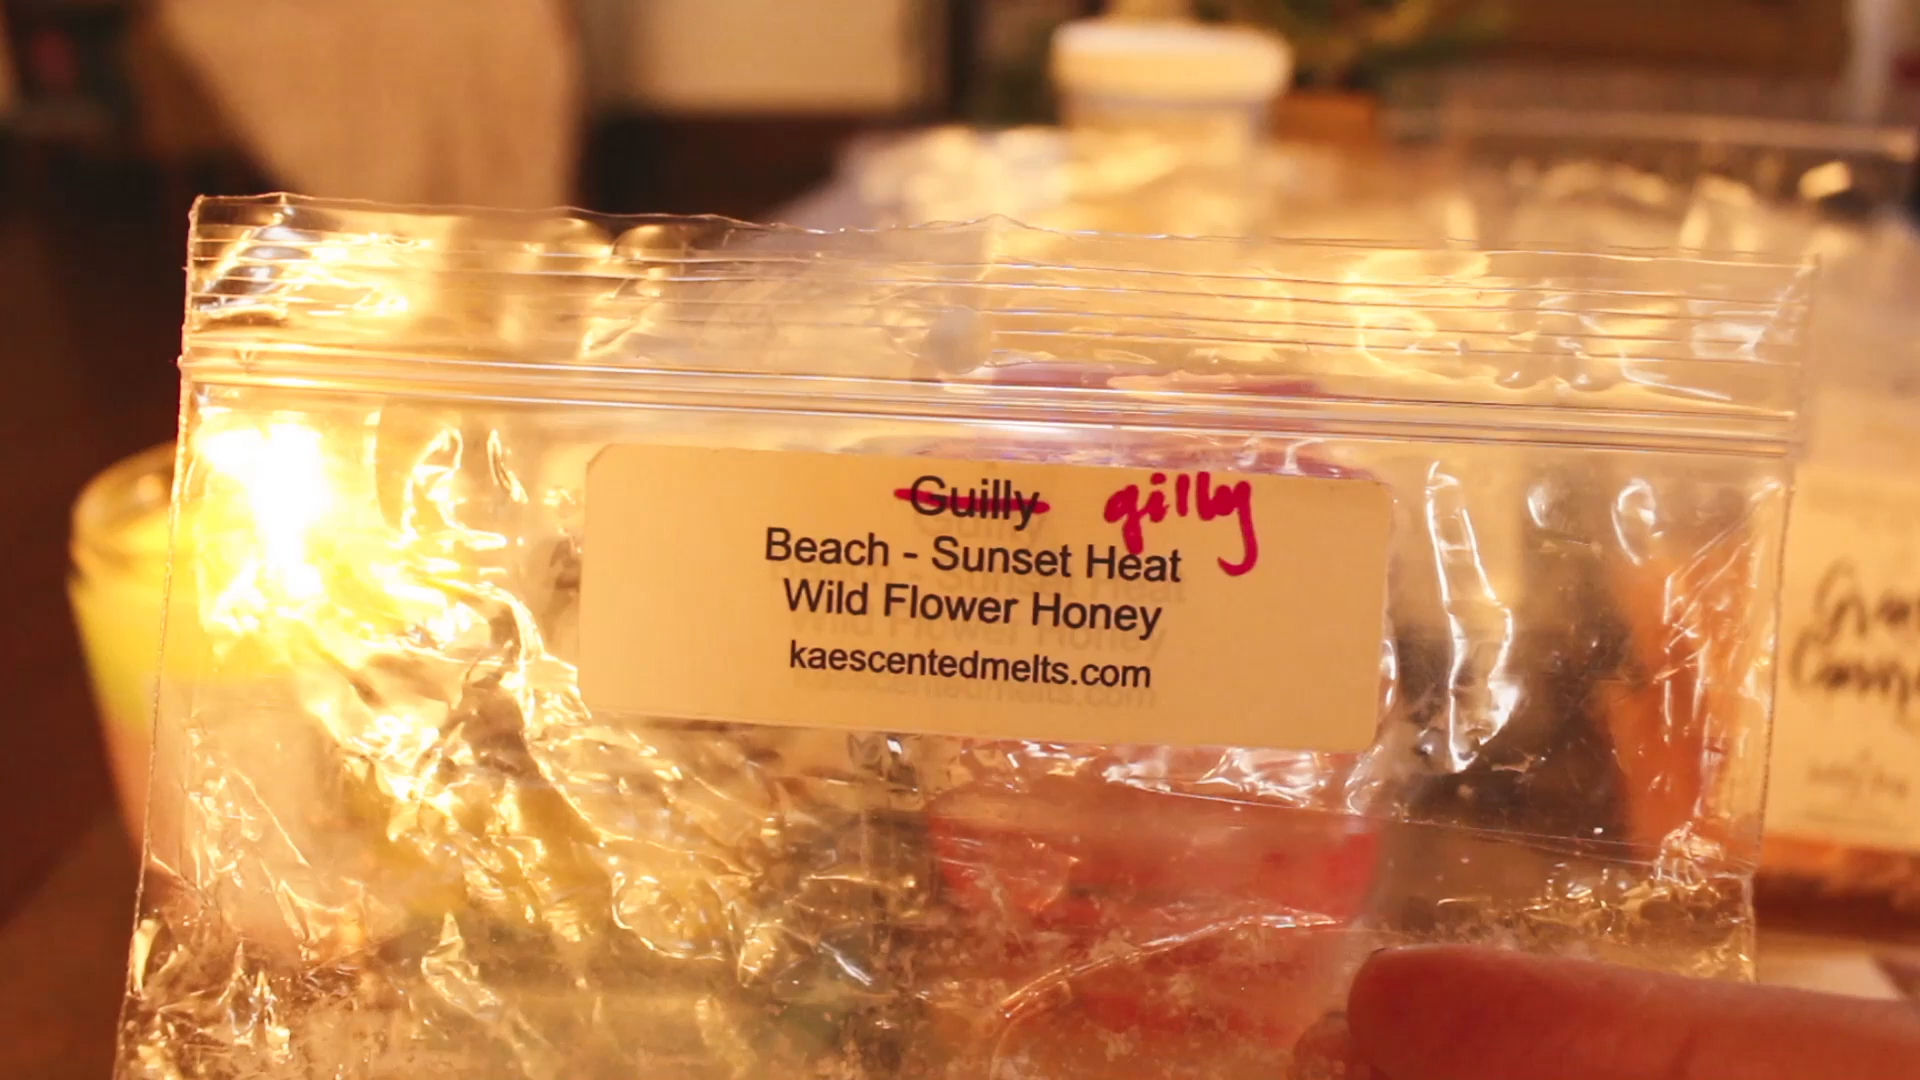 Guilly gilly
Beach - Sunset Heat
Wild Flower Honey
kaescentedmelts.com